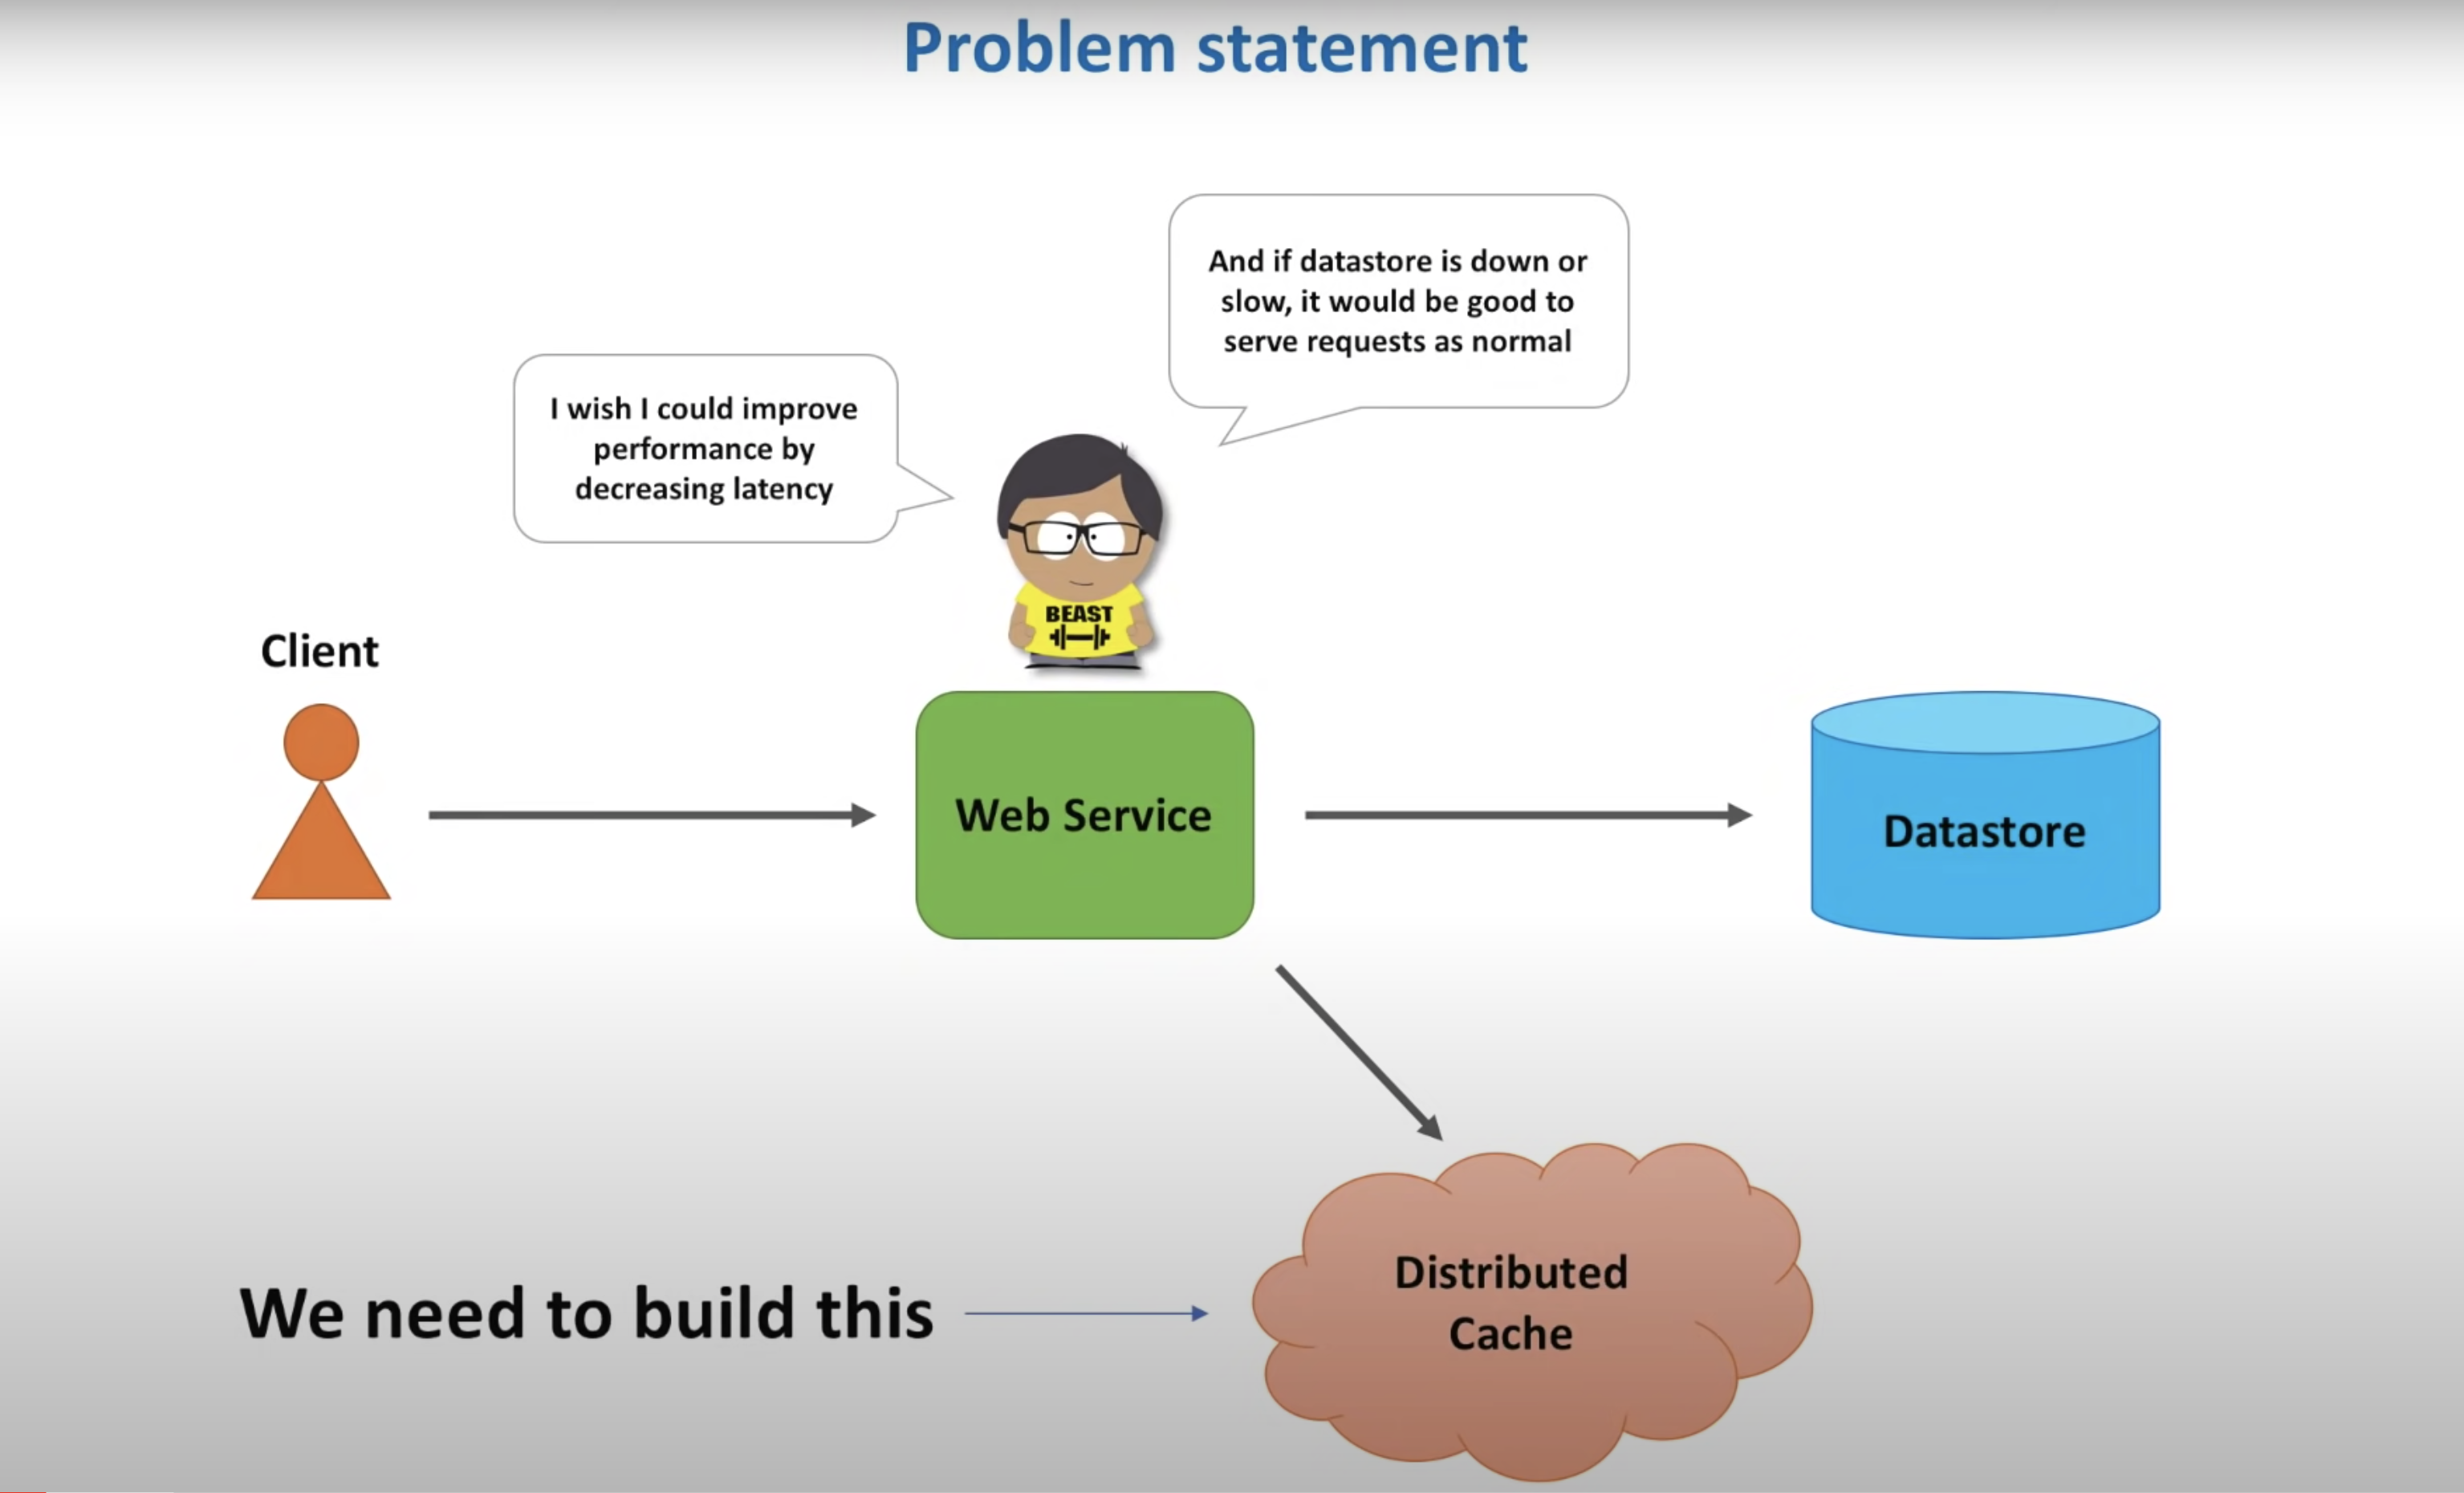 Problem statement
And if datastore is down or
slow, it would be good to
serve requests as normal
I wish I could improve
performance by
decreasing latency
BEAST
Client
Web Service
Datastore
Distributed
Cache
We need to build this